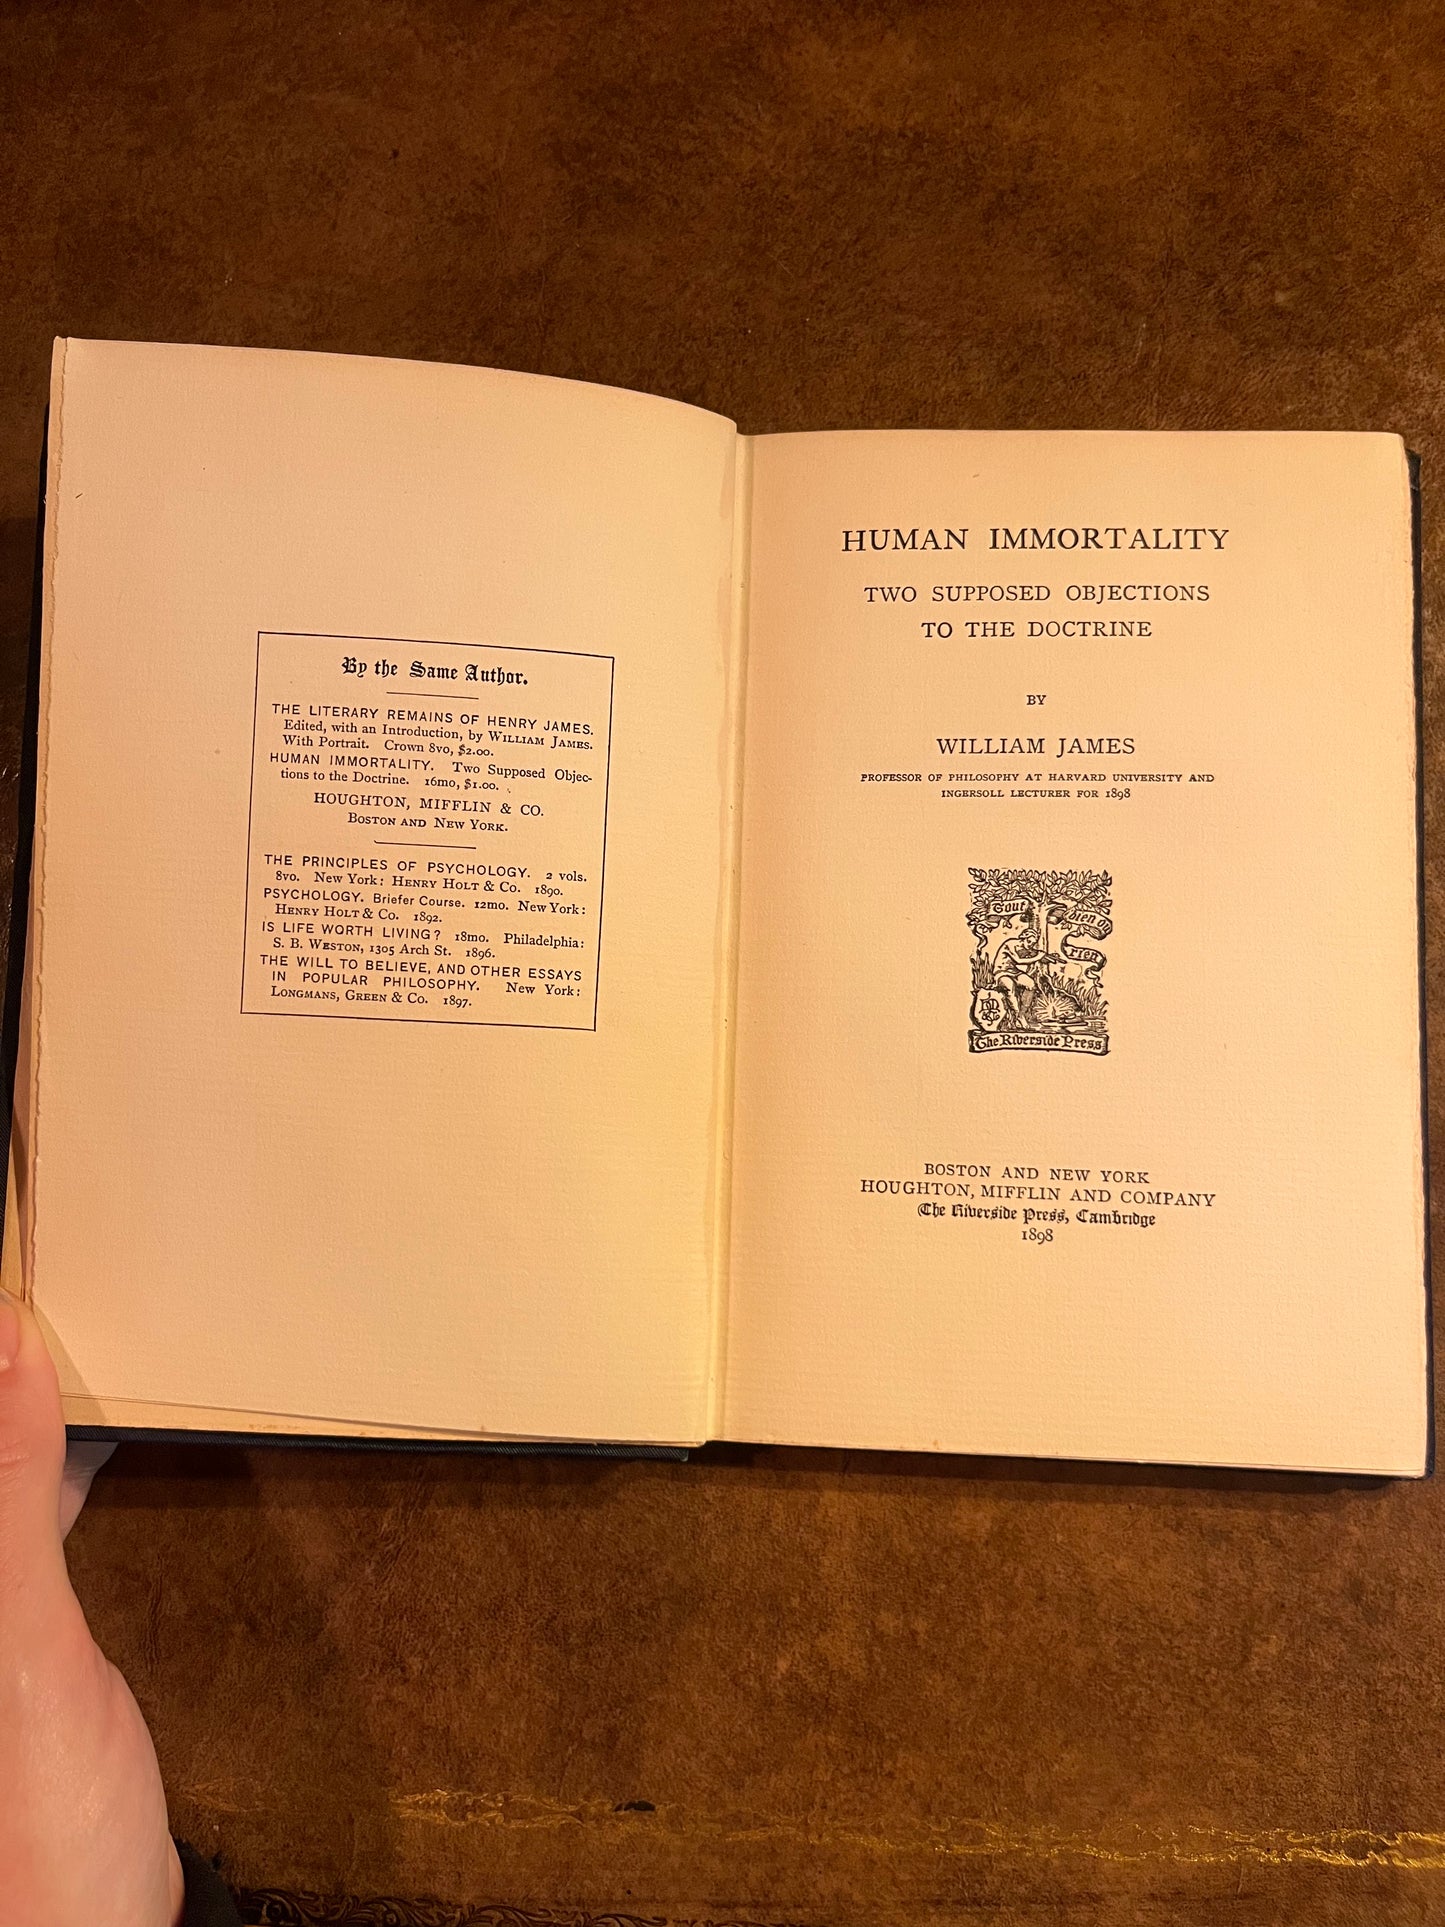 By the Same Author.
THE LITERARY REMAINS OF HENRY JAMES.
Edited, with an Introduction, by WILLIAM JAMES.
With Portrait. Crown 8vo, $2.00.
HUMAN IMMORTALITY. Two Supposed Objec-
tions to the Doctrine. 16mo, $1.00.
HOUGHTON, MIFFLIN & CO.
BOSTON AND NEW YORK.
THE PRINCIPLES OF PSYCHOLOGY. 2 vols.
8vo. New York: HENRY HOLT & Co. 1890.
PSYCHOLOGY. Briefer Course. 12mo. New York:
HENRY HOLT & Co. 1892.
IS LIFE WORTH LIVING? 18mo. Philadelphia:
S. B. WESTON, 1305 Arch St. 1896.
THE WILL TO BELIEVE, AND OTHER ESSAYS
IN POPULAR PHILOSOPHY. New York:
LONGMANS, GREEN & Co. 1897.
HUMAN IMMORTALITY
TWO SUPPOSED OBJECTIONS
TO THE DOCTRINE
BY
WILLIAM JAMES
PROFESSOR OF PHILOSOPHY AT HARVARD UNIVERSITY AND
INGERSOLL LECTURER FOR 1898
Tout bien ou
rien
The Riverside Press
BOSTON AND NEW YORK
HOUGHTON, MIFFLIN AND COMPANY
The Riverside Press, Cambridge
1898